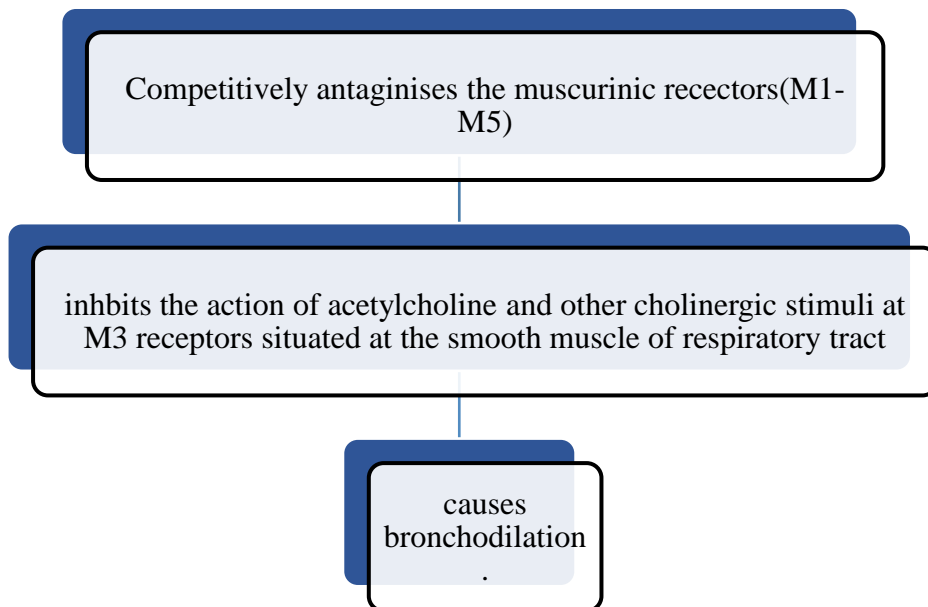 Competitively antaginises the muscurinic recectors(M1-
M5)
inhbits the action of acetylcholine and other cholinergic stimuli at
M3 receptors situated at the smooth muscle of respiratory tract
causes
bronchodilation
.